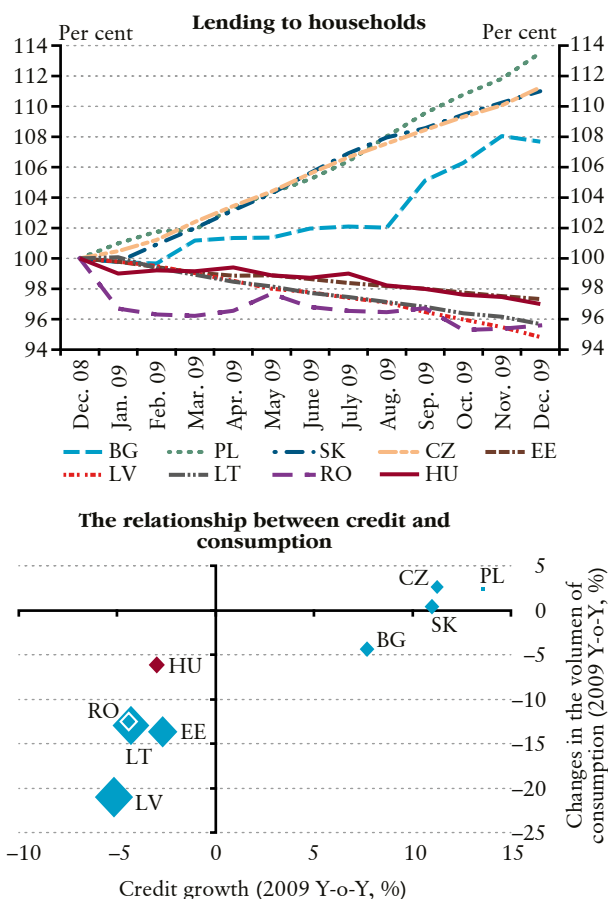 Lending to households
Per cent Per cent
114 114
112 112
110 110
108 108
106 106
104 104
102 102
100 100
98 98
96 96
94 94
Dec. 08 Jan. 09 Feb. 09 Mar. 09 Apr. 09 May 09 June 09 July 09 Aug. 09 Sep. 09 Oct. 09 Nov. 09 Dec. 09
BG PL SK CZ EE
LV LT RO HU
The relationship between credit and
consumption
5
0
−5
−10
−15
−20
−25
CZ PL
SK
BG
HU
RO
EE
LT
LV
−10 −5 0 5 10 15
Credit growth (2009 Y-o-Y, %)
Changes in the volumen of
consumption (2009 Y-o-Y, %)